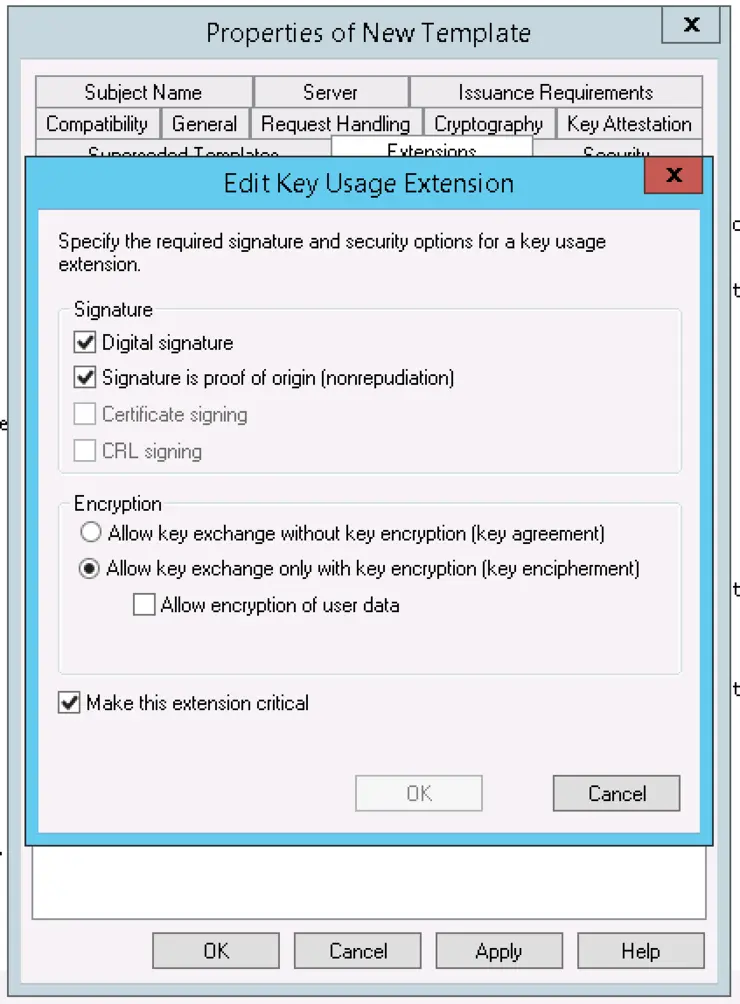 Properties of New Template
x
Subject Name Server Issuance Requirements
Compatibility General Request Handling Cryptography Key Attestation
Superseded Templates Extensions Security
Edit Key Usage Extension
x
Specify the required signature and security options for a key usage
extension.
Signature
Digital signature
Signature is proof of origin (nonrepudiation)
Certificate signing
CRL signing
Encryption
Allow key exchange without key encryption (key agreement)
Allow key exchange only with key encryption (key encipherment)
Allow encryption of user data
Make this extension critical
OK Cancel
OK Cancel Apply Help